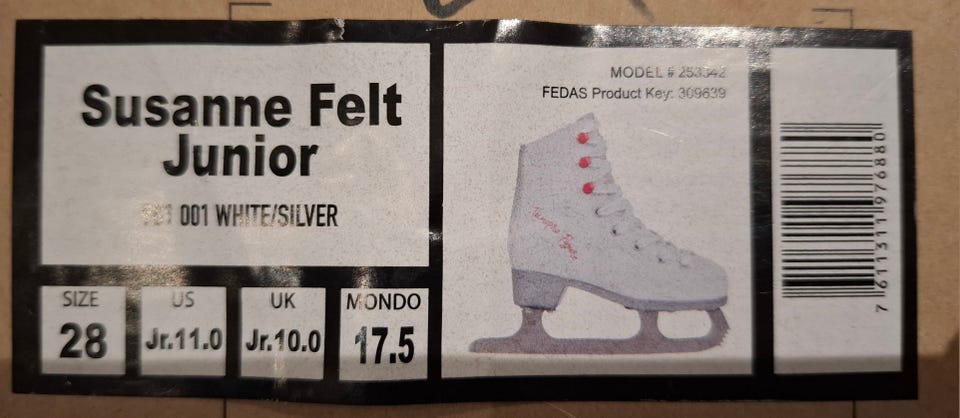 Susanne Felt
Junior
001 WHITE/SILVER
SIZE
28
US
Jr.11.0
UK
Jr.10.0
MONDO
17.5
MODEL #
FEDAS Product Key: 309639
7 611311 976880